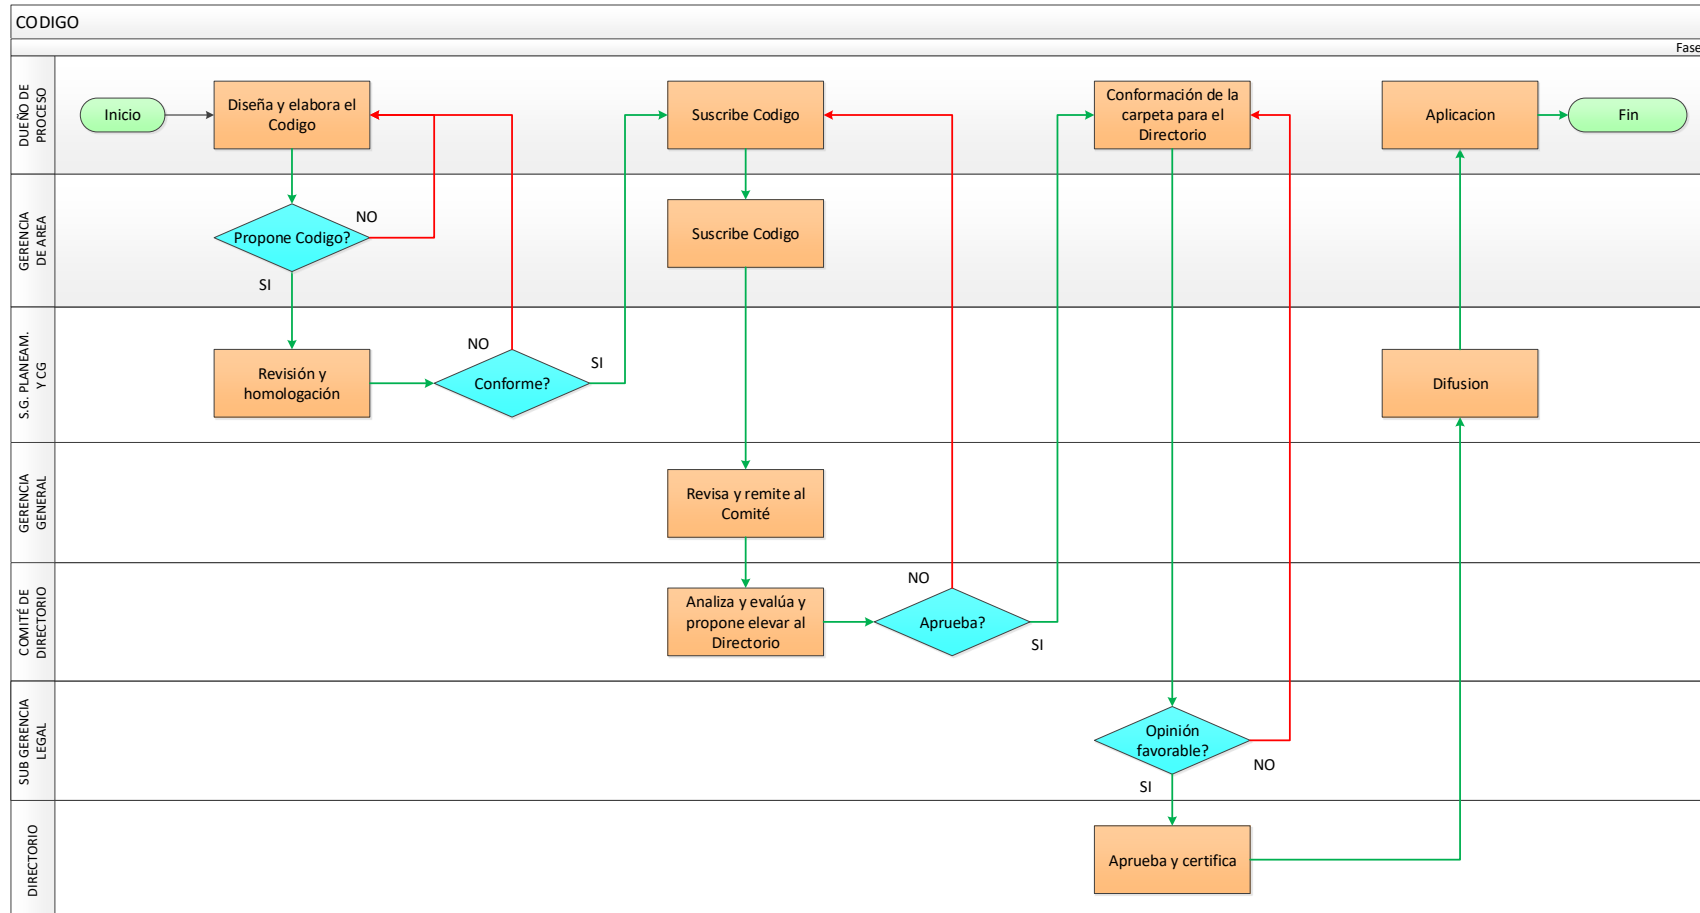 CODIGO
Fase
DUEÑO DE
PROCESO
Inicio
Diseña y elabora el
Codigo
Suscribe Codigo
Conformación de la
carpeta para el
Directorio
Aplicacion
Fin
GERENCIA
DE AREA
Propone Codigo?
NO
SI
Suscribe Codigo
S.G. PLANEAM.
Y CG
Revisión y
homologación
NO
Conforme?
SI
Difusion
GERENCIA
GENERAL
Revisa y remite al
Comité
COMITÉ DE
DIRECTORIO
Analiza y evalúa y
propone elevar al
Directorio
NO
Aprueba?
SI
SUB GERENCIA
LEGAL
Opinión
favorable?
NO
SI
DIRECTORIO
Aprueba y certifica